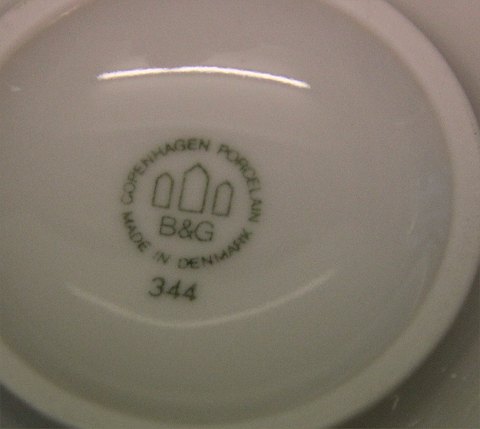 COPENHAGEN PORCELAIN
B&G
MADE IN DENMARK
344